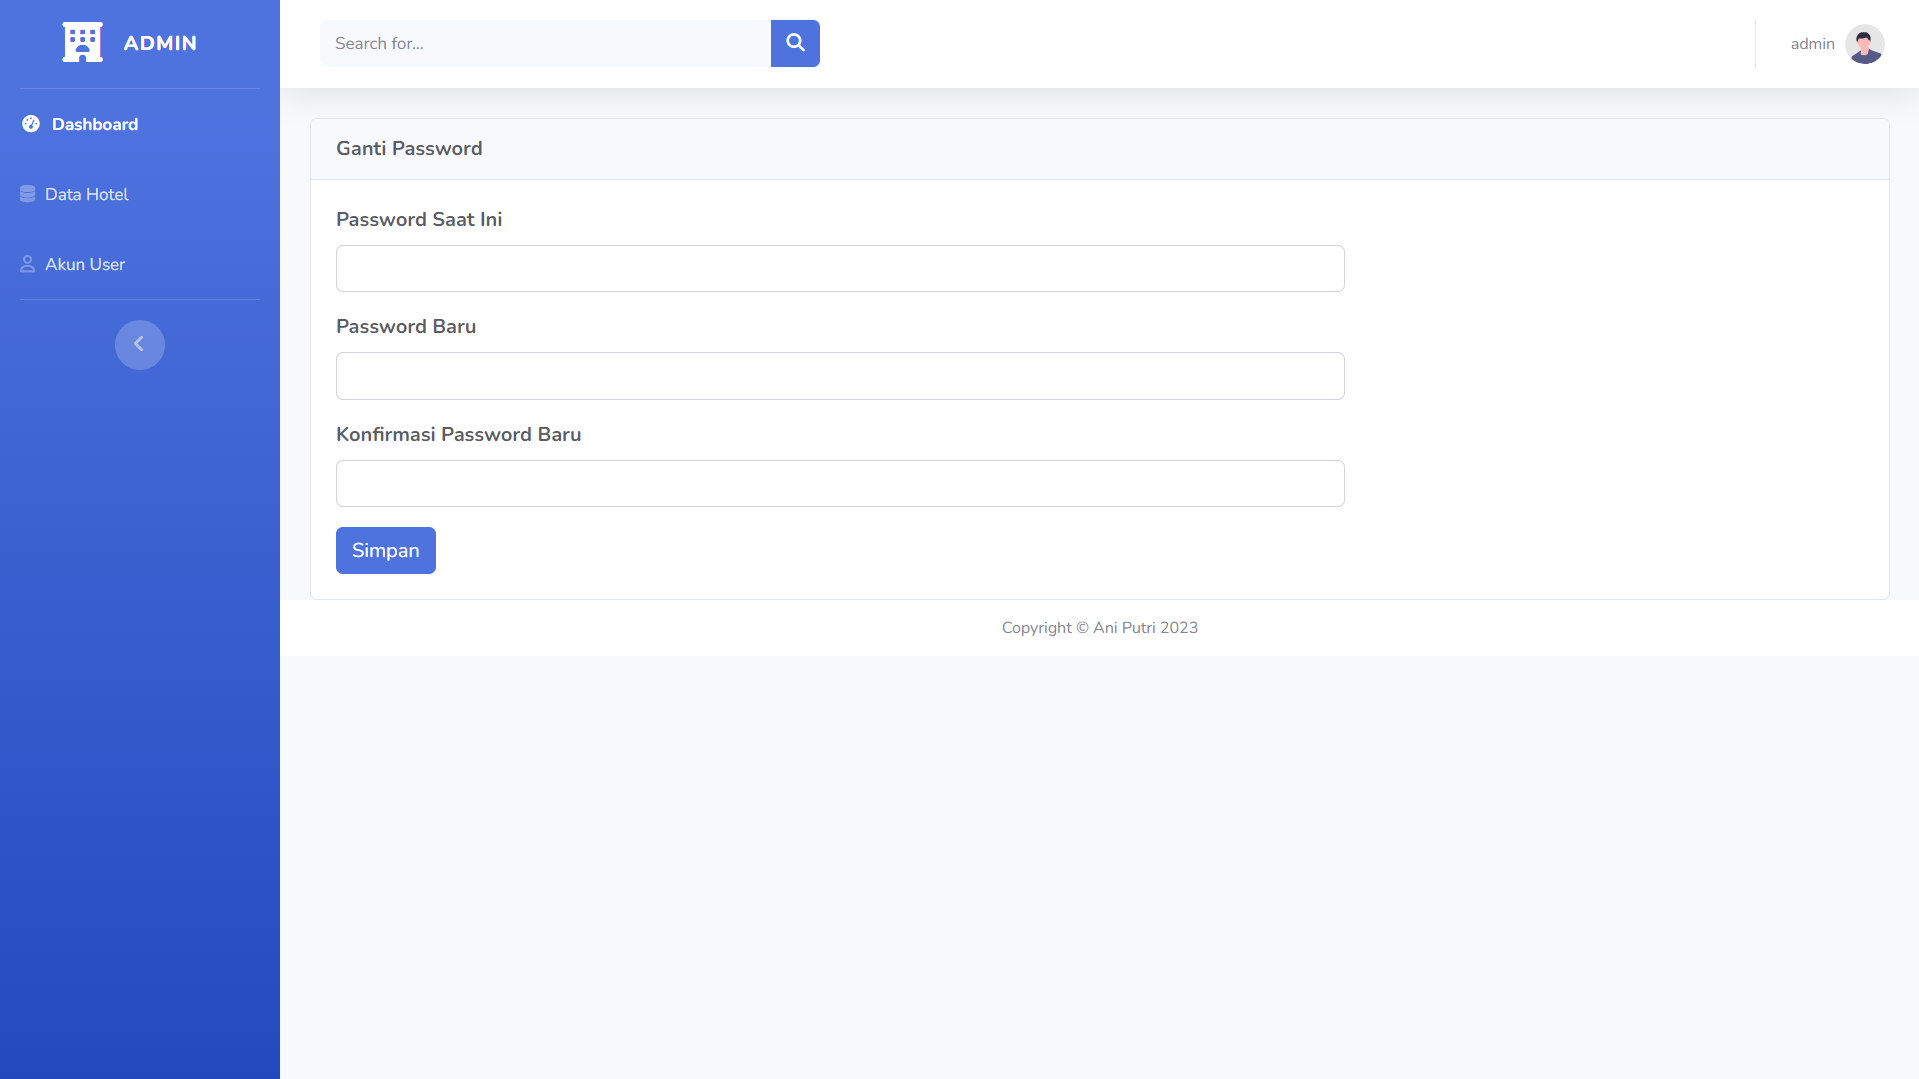 ADMIN
Search for...
admin
Dashboard
Data Hotel
Akun User
Ganti Password
Password Saat Ini
Password Baru
Konfirmasi Password Baru
Simpan
Copyright © Ani Putri 2023